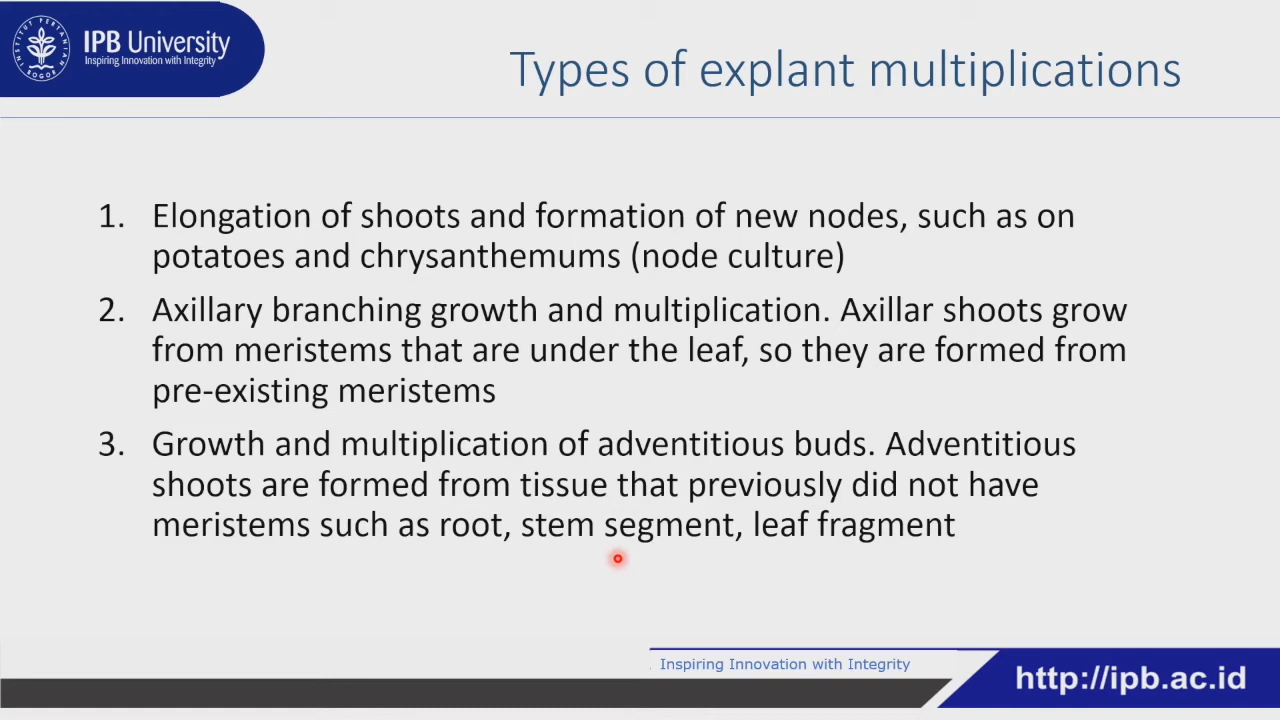 INSTITUT PERTANIAN BOGOR
IPB University
Inspiring Innovation with Integrity
Types of explant multiplications
1. Elongation of shoots and formation of new nodes, such as on
potatoes and chrysanthemums (node culture)
2. Axillary branching growth and multiplication. Axillar shoots grow
from meristems that are under the leaf, so they are formed from
pre-existing meristems
3. Growth and multiplication of adventitious buds. Adventitious
shoots are formed from tissue that previously did not have
meristems such as root, stem segment, leaf fragment
Inspiring Innovation with Integrity
http://ipb.ac.id